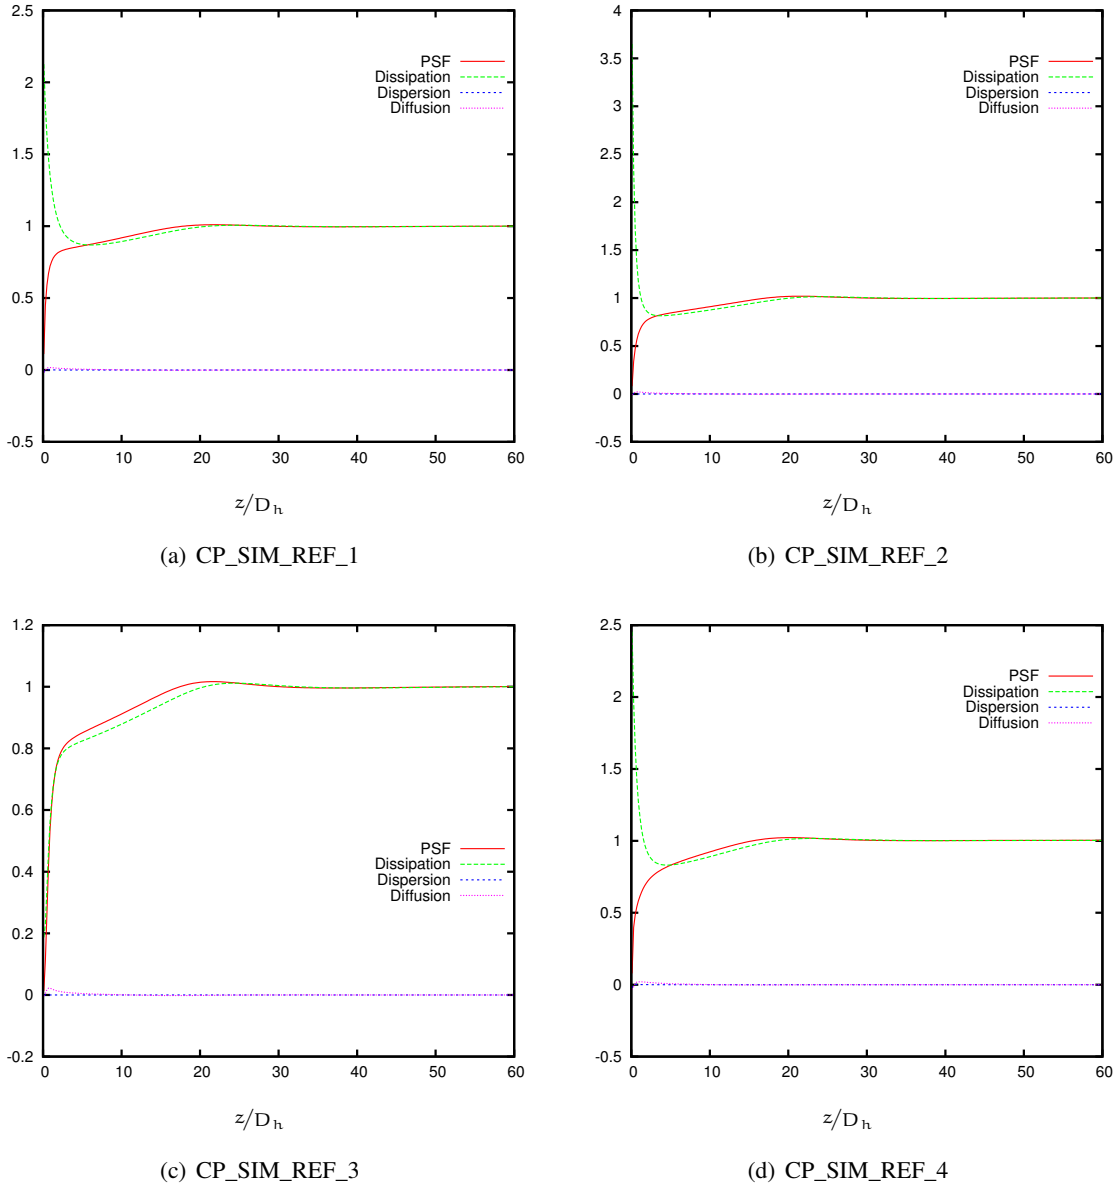 2.5
2
1.5
1
0.5
0
-0.5
0 10 20 30 40 50 60
PSF
Dissipation
Dispersion
Diffusion
z/D h
(a) CP_SIM_REF_1
4
3.5
3
2.5
2
1.5
1
0.5
0
-0.5
0 10 20 30 40 50 60
PSF
Dissipation
Dispersion
Diffusion
z/D h
(b) CP_SIM_REF_2
1.2
1
0.8
0.6
0.4
0.2
0
-0.2
0 10 20 30 40 50 60
PSF
Dissipation
Dispersion
Diffusion
z/D h
(c) CP_SIM_REF_3
2.5
2
1.5
1
0.5
0
-0.5
0 10 20 30 40 50 60
PSF
Dissipation
Dispersion
Diffusion
z/D h
(d) CP_SIM_REF_4